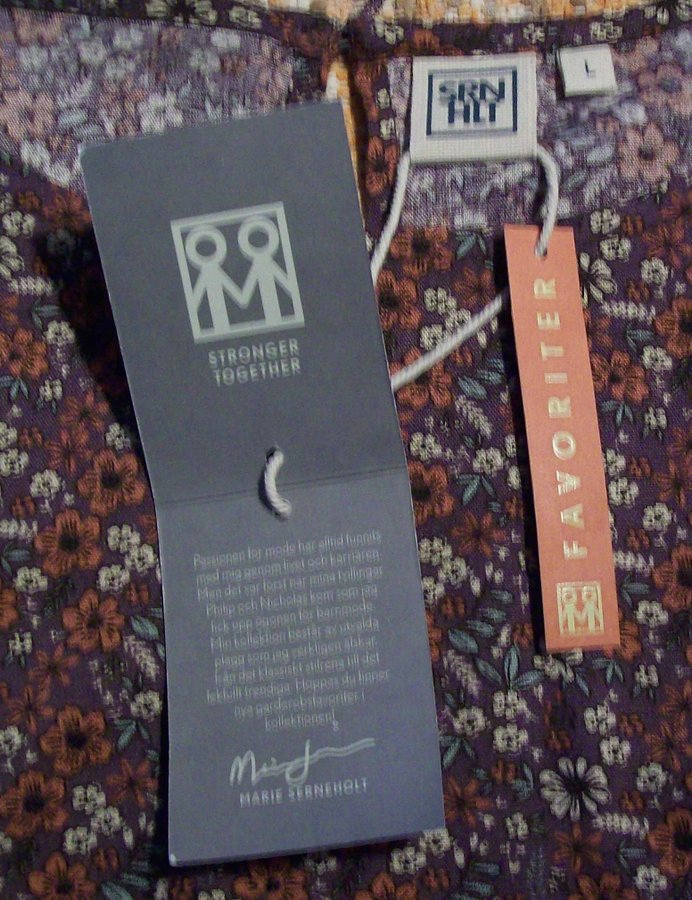 SRN
HLT
L
STRONGER
TOGETHER
FAVORITER
Passionen för mode har alltid funnits
med mig genom livet och karriären.
Men det var först när mina tvillingar
Philip och Nicholas kom som jag
fick upp ögonen för barnmode.
Min kollektion består av utvalda
plagg som jag verkligen älskar,
från det klassiskt stilrena till det
lekfullt trendiga. Hoppas du finner
nya garderobsfavoriter i
kollektionen!
MARIE SERNEHOLT